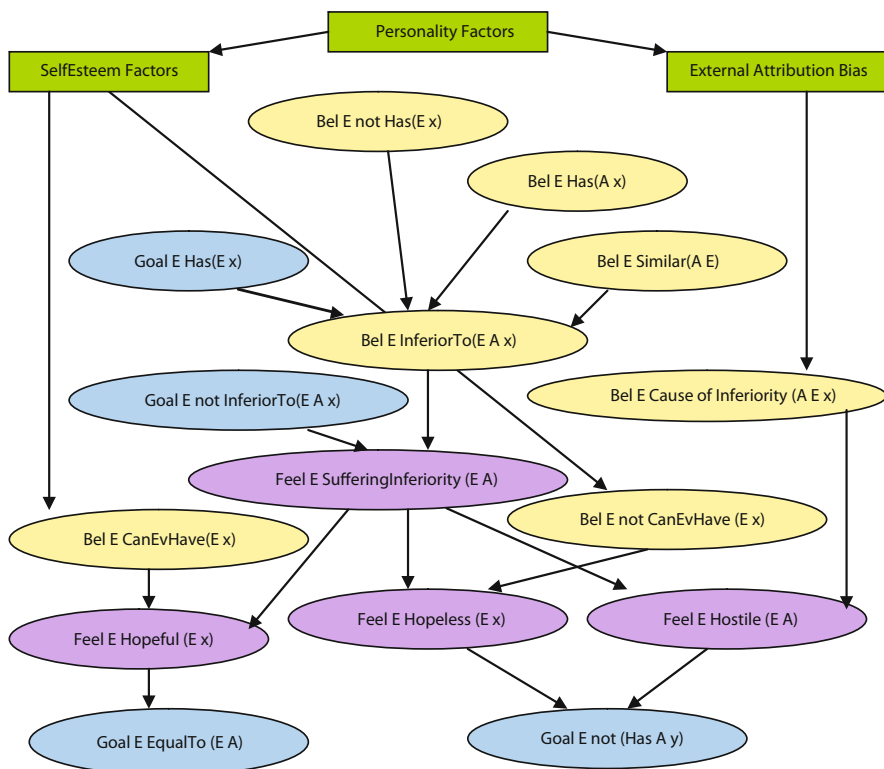 Personality Factors
SelfEsteem Factors
External Attribution Bias
Bel E not Has(E x)
Bel E Has(A x)
Goal E Has(E x)
Bel E Similar(A E)
Bel E InferiorTo(E A x)
Goal E not InferiorTo(E A x)
Bel E Cause of Inferiority (A E x)
Feel E SufferingInferiority (E A)
Bel E not CanEvHave (E x)
Bel E CanEvHave(E x)
Feel E Hopeful (E x)
Feel E Hopeless (E x)
Feel E Hostile (E A)
Goal E EqualTo (E A)
Goal E not (Has A y)